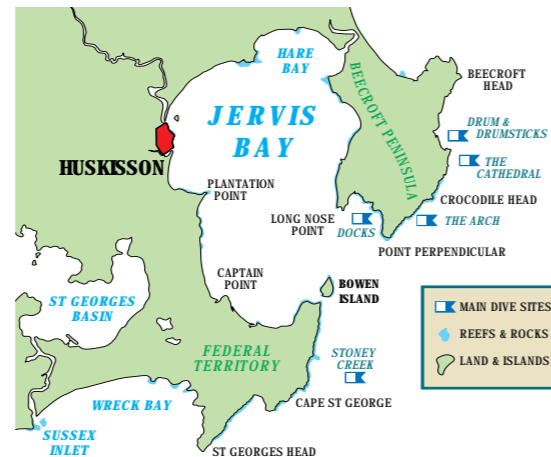 HARE
BAY
BEECROFT
HEAD
BEECROFT PENINSULA
JERVIS
BAY
DRUM &
DRUMSTICKS
THE
CATHEDRAL
HUSKISSON
PLANTATION
POINT
CROCODILE HEAD
LONG NOSE
POINT
DOCKS
THE ARCH
POINT PERPENDICULAR
CAPTAIN
POINT
BOWEN
ISLAND
ST GEORGES
BASIN
MAIN DIVE SITES
REEFS & ROCKS
LAND & ISLANDS
FEDERAL
TERRITORY
STONEY
CREEK
WRECK BAY
CAPE ST GEORGE
SUSSEX
INLET
ST GEORGES HEAD